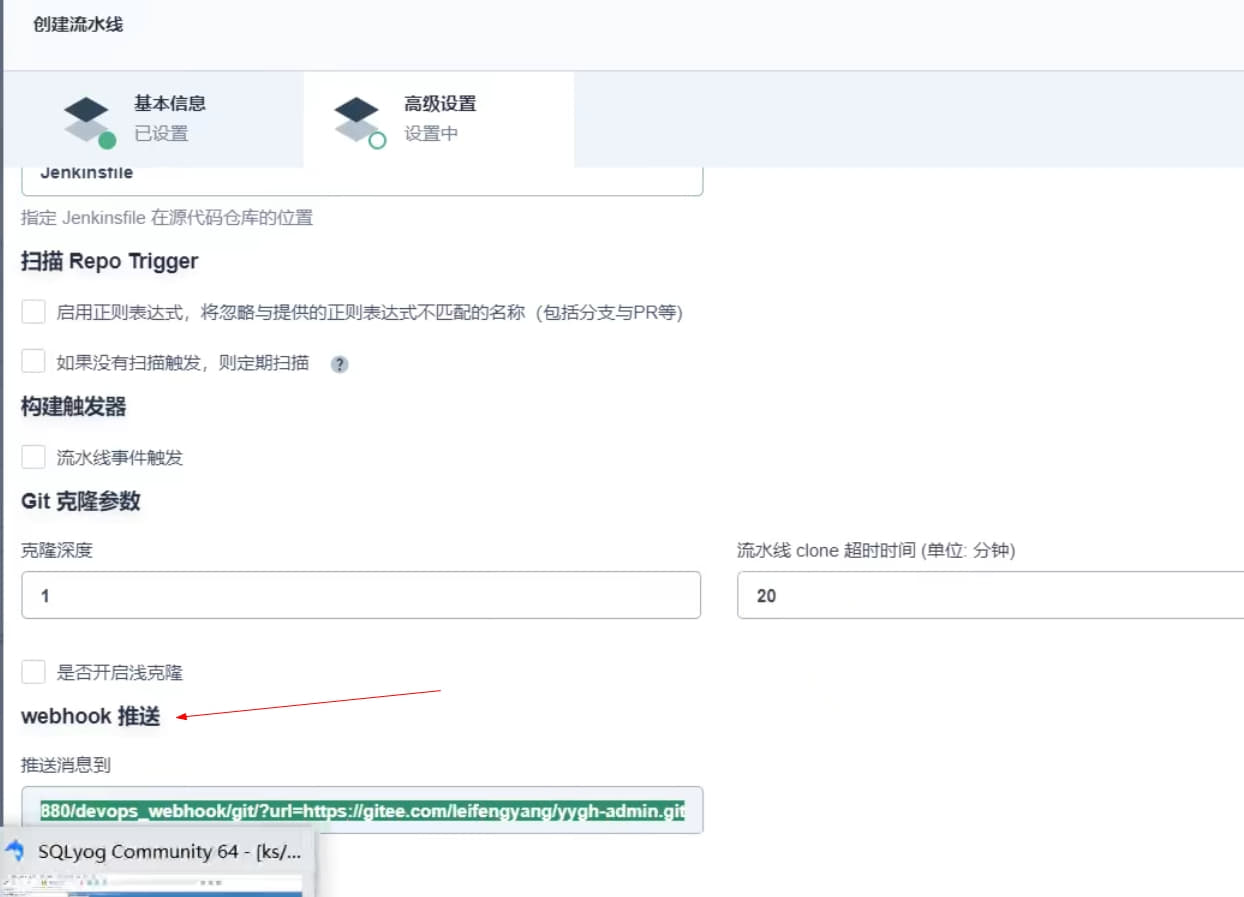 创建流水线
基本信息
已设置
高级设置
设置中
Jenkinsfile
指定 Jenkinsfile 在源代码仓库的位置
扫描 Repo Trigger
启用正则表达式，将忽略与提供的正则表达式不匹配的名称（包括分支与PR等)
如果没有扫描触发，则定期扫描 ?
构建触发器
流水线事件触发
Git 克隆参数
克隆深度
流水线 clone 超时时间 (单位: 分钟)
1
20
是否开启浅克隆
webhook 推送
推送消息到
880/devops_webhook/git/?url=https://gitee.com/leifengyang/yygh-admin.git
SQLyog Community 64 - [ks/...